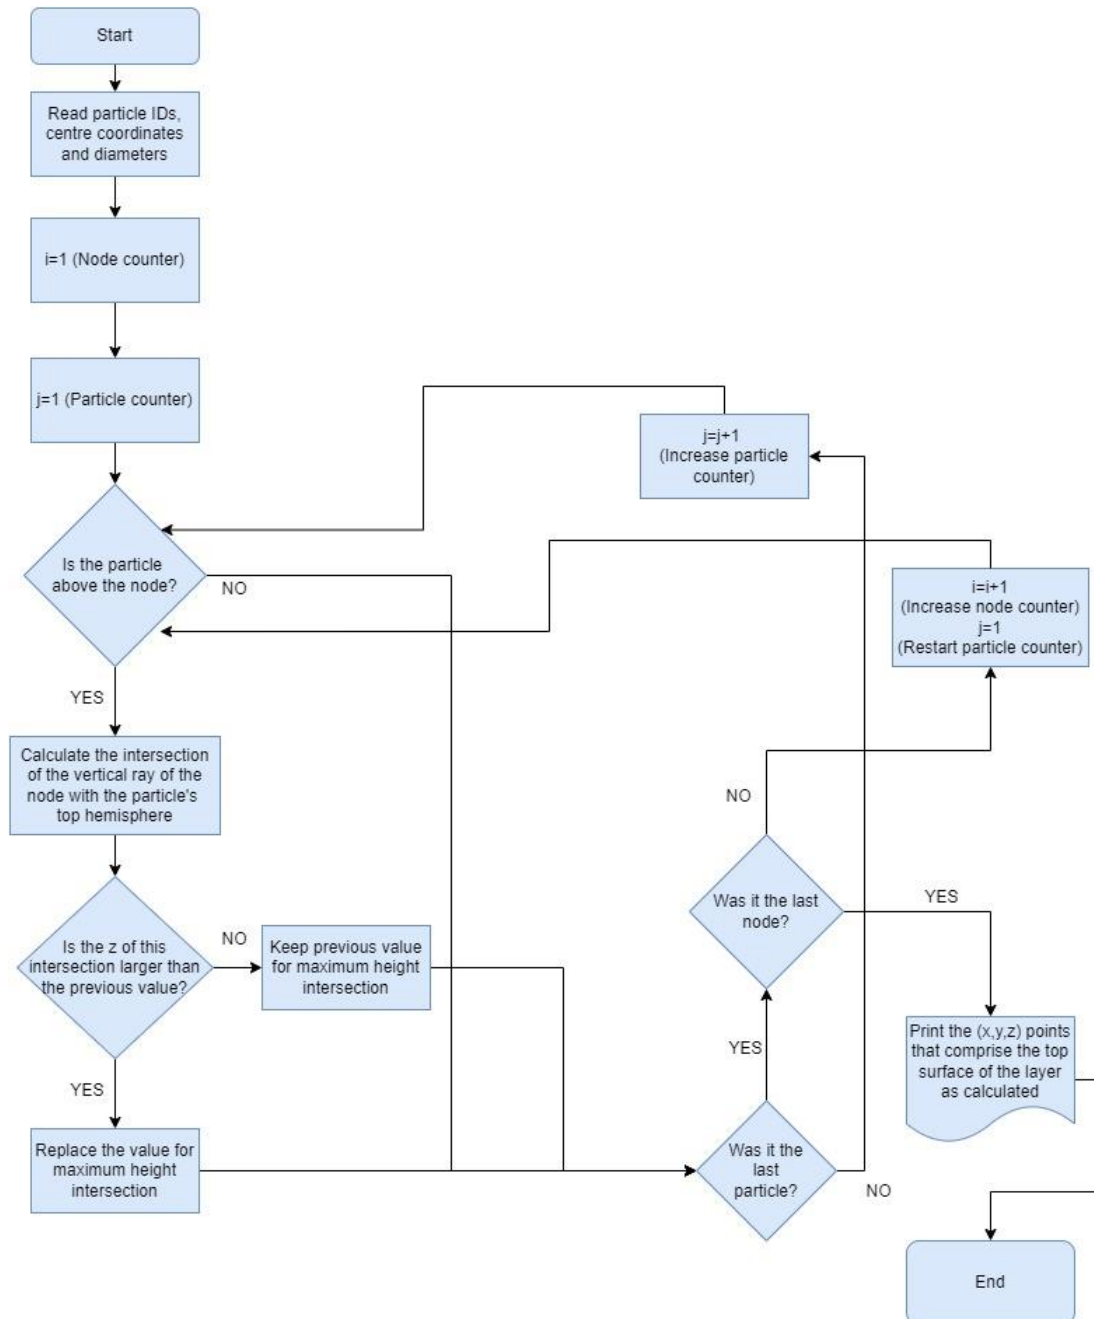 Start
Read particle IDs,
centre coordinates
and diameters
i=1 (Node counter)
j=1 (Particle counter)
j=j+1
(Increase particle
counter)
Is the particle
above the node?
NO
i=i+1
(Increase node counter)
j=1
(Restart particle counter)
YES
Calculate the intersection
of the vertical ray of the
node with the particle's
top hemisphere
NO
Was it the last
node?
YES
Is the z of this
intersection larger than
the previous value?
NO
Keep previous value
for maximum height
intersection
Print the (x,y,z) points
that comprise the top
surface of the layer
as calculated
YES
YES
Replace the value for
maximum height
intersection
Was it the
last
particle?
NO
End